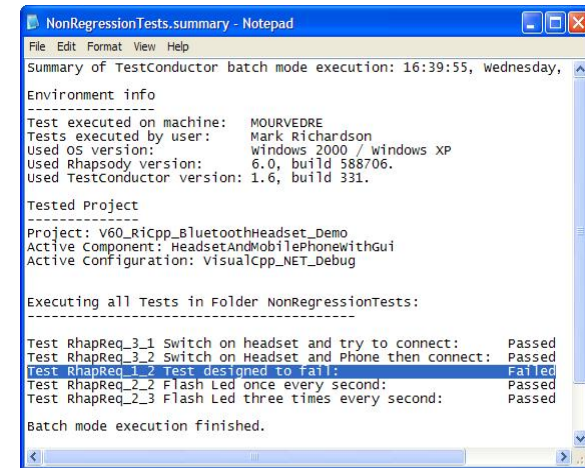 NonRegressionTests.summary - Notepad
File Edit Format View Help
Summary of TestConductor batch mode execution: 16:39:55, Wednesday,
Environment info
----------------
Test executed on machine: MOURVEDRE
Tests executed by user: Mark Richardson
Used OS version: Windows 2000 / Windows XP
Used Rhapsody version: 6.0, build 588706.
Used TestConductor version: 1.6, build 331.
Tested Project
--------------
Project: V60_RiCpp_BluetoothHeadset_Demo
Active Component: HeadsetAndMobilePhoneWithGui
Active Configuration: VisualCpp_NET_Debug
Executing all Tests in Folder NonRegressionTests:
-----------------------------------------
Test RhapReq_3_1 Switch on headset and try to connect: Passed
Test RhapReq_3_2 Switch on Headset and Phone then connect: Passed
Test RhapReq_1_2 Test designed to fail: Failed
Test RhapReq_2_2 Flash Led once every second: Passed
Test RhapReq_2_3 Flash Led three times every second: Passed
Batch mode execution finished.